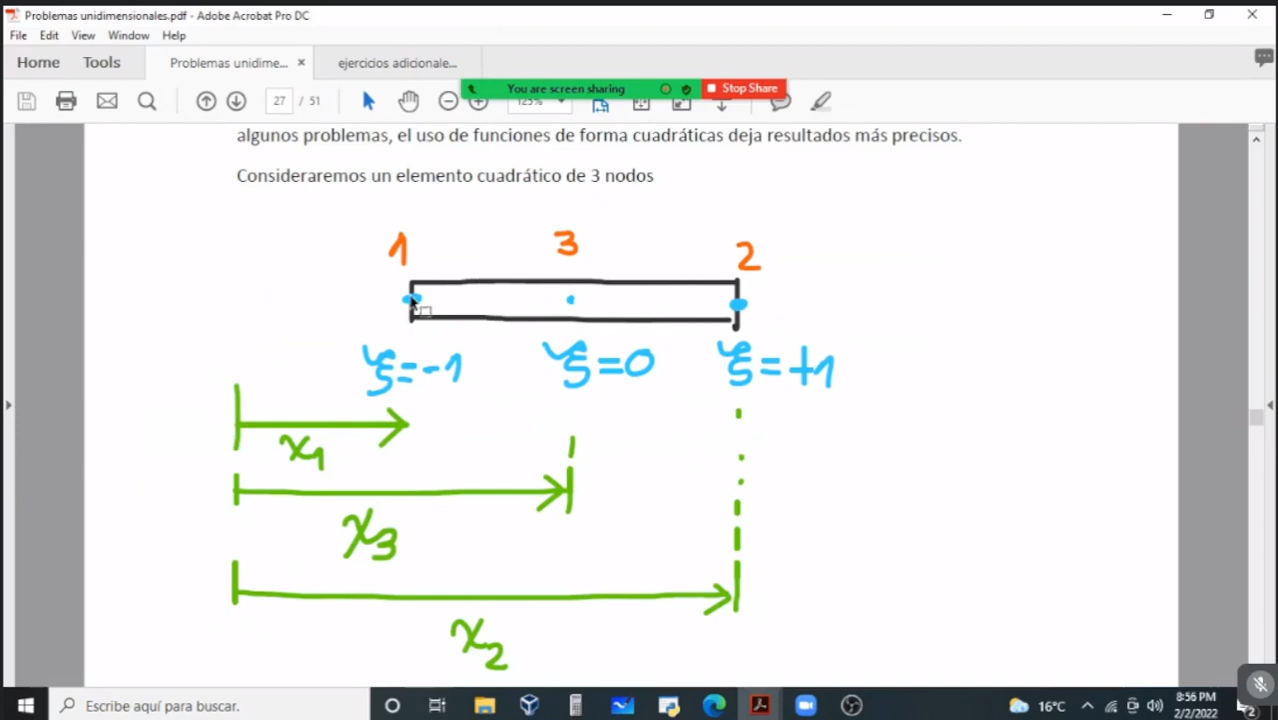 Problemas unidimensionales.pdf - Adobe Acrobat Pro DC
File Edit View Window Help
Home Tools Problemas unidime... × ejercicios adicionale...
You are screen sharing Stop Share
27 / 51 125%
algunos problemas, el uso de funciones de forma cuadráticas deja resultados más precisos.
Consideraremos un elemento cuadrático de 3 nodos
1 3 2
ξ=-1 ξ=0 ξ=+1
x1
x3
x2
Escribe aquí para buscar.
16°C
8:56 PM
2/2/2022
2